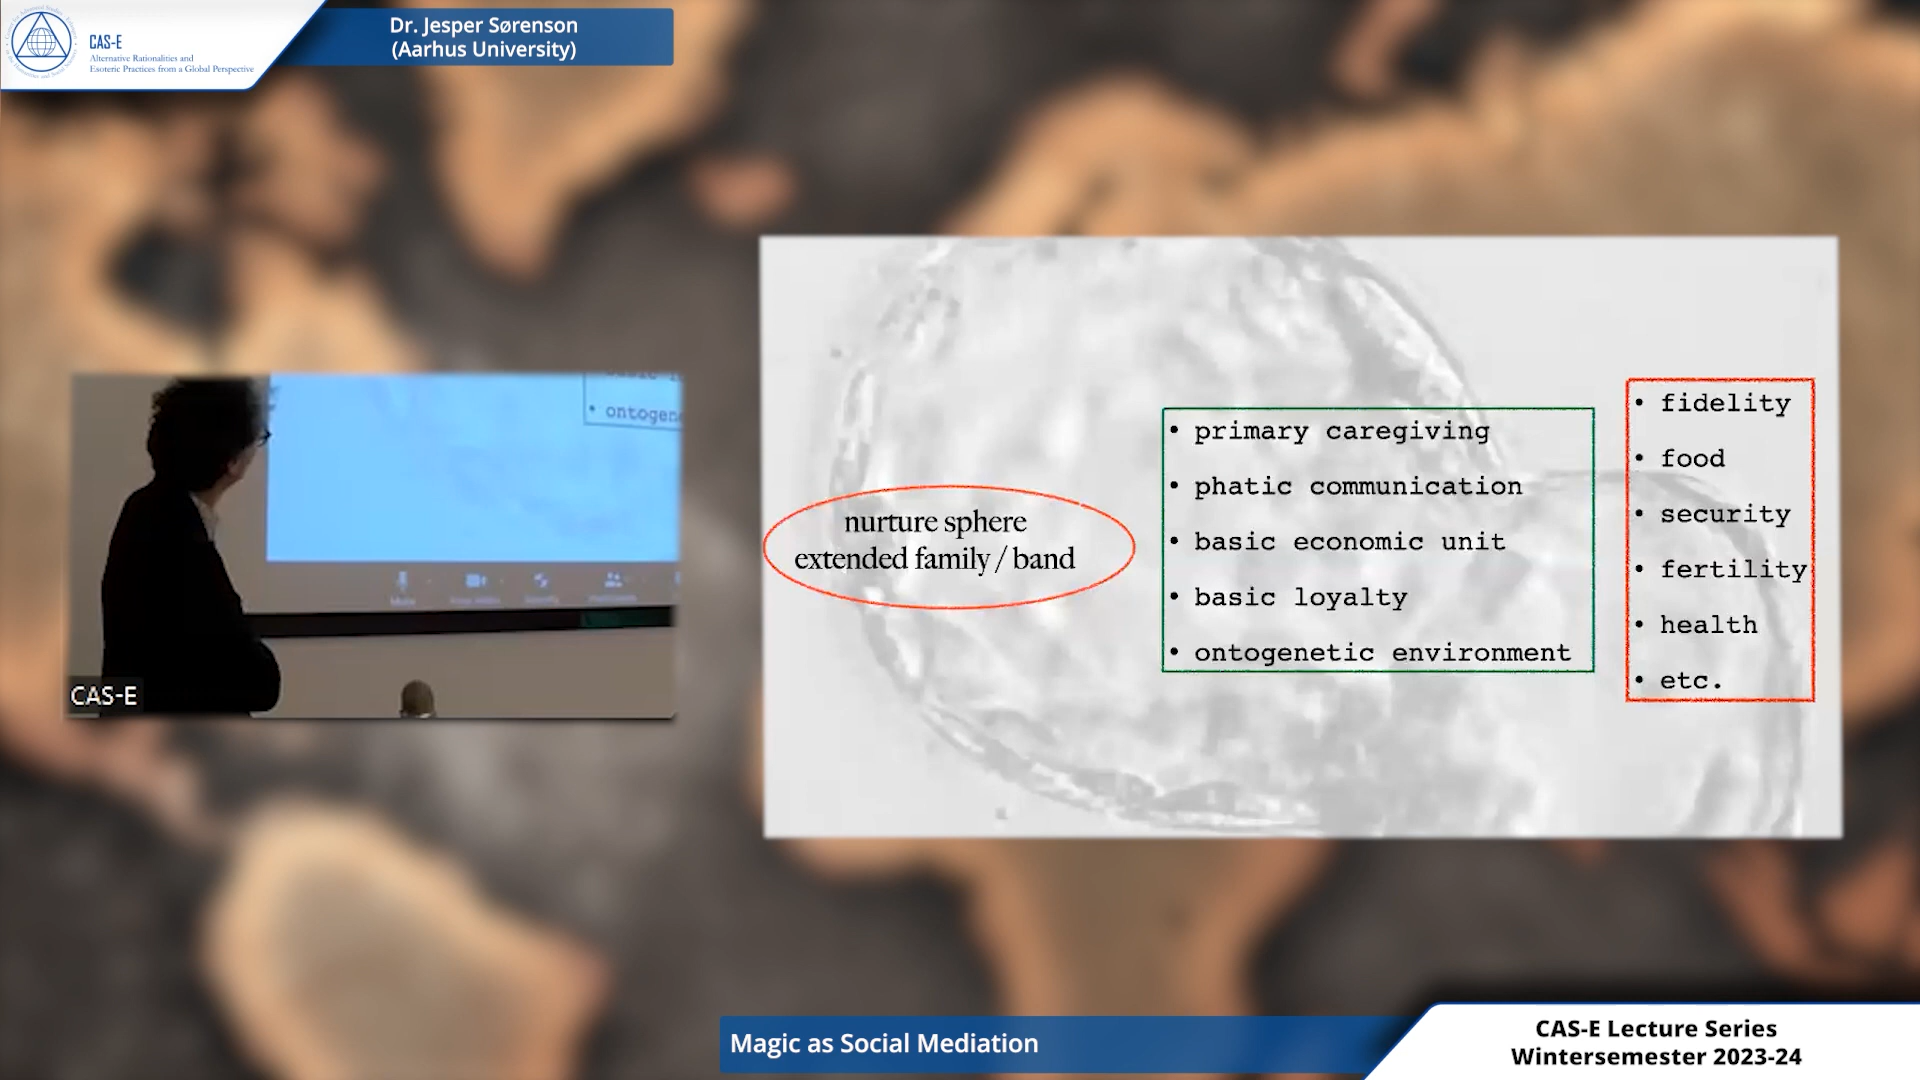 CAS-E
Alternative Rationalities and
Esoteric Practices from a Global Perspective
Dr. Jesper Sørenson
(Aarhus University)
• ontogen
CAS-E
nurture sphere
extended family / band
• primary caregiving
• phatic communication
• basic economic unit
• basic loyalty
• ontogenetic environment
• fidelity
• food
• security
• fertility
• health
• etc.
Magic as Social Mediation
CAS-E Lecture Series
Wintersemester 2023-24